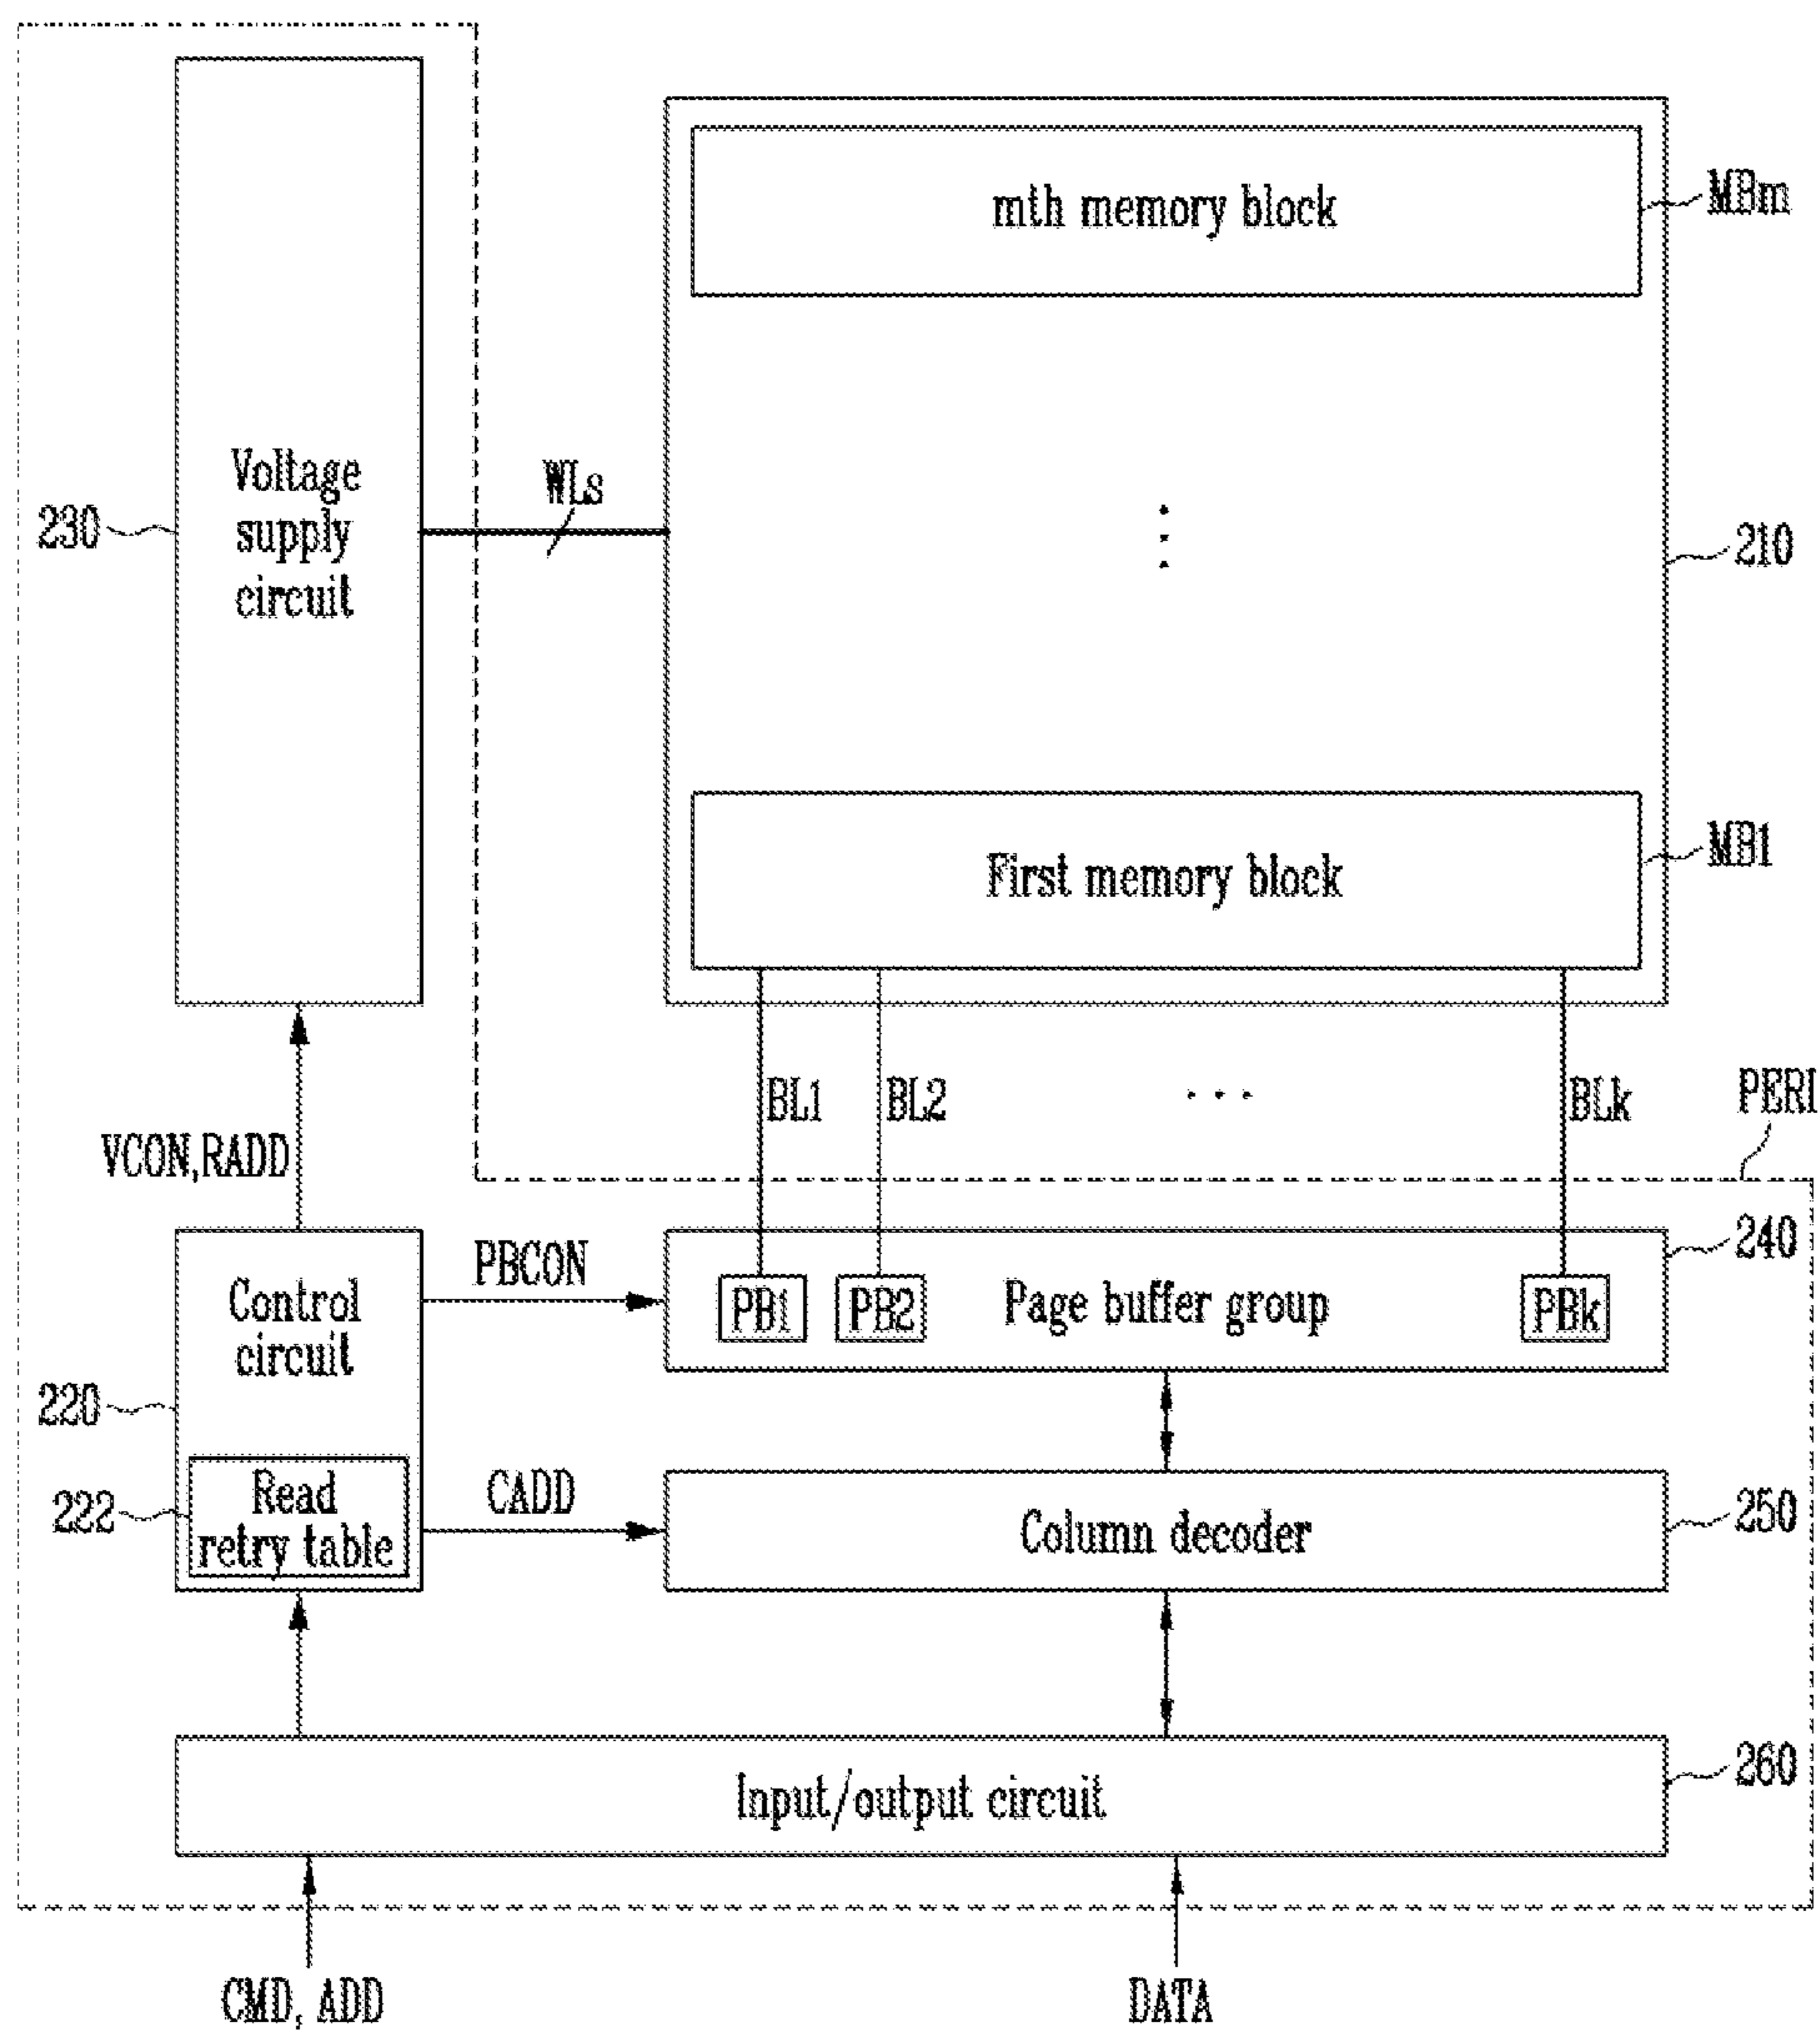 mth memory block
MBm
Voltage
supply
circuit
230
WLs
210
First memory block
MB1
BL1
BL2
BLk
PERI
VCON,RADD
240
PBCON
Control
circuit
PB1
PB2
Page buffer group
PBk
220
222
Read
retry table
CADD
Column decoder
250
Input/output circuit
260
CMD, ADD
DATA